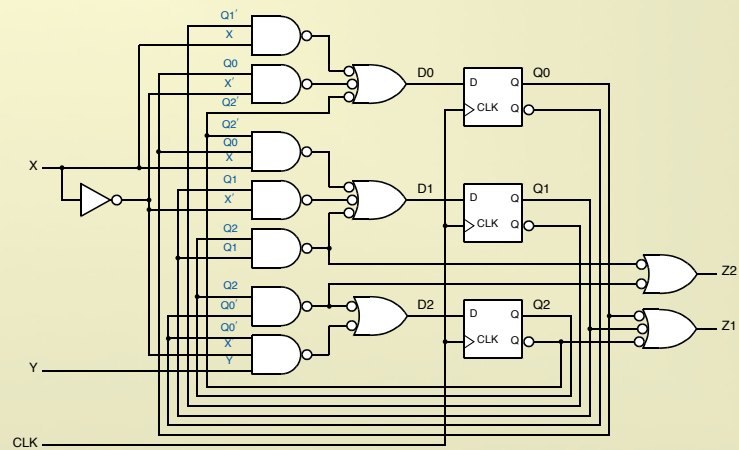 Q1′
X
Q0
X′
Q2′
D0
D Q
CLK Q
Q0
Q2′
Q0
X
X
Q1
X′
D1
D Q
CLK Q
Q1
Q2
Q1
Z2
Q2
Q0′
D2
D Q
CLK Q
Q2
Z1
Q0′
X′
Y
Y
CLK